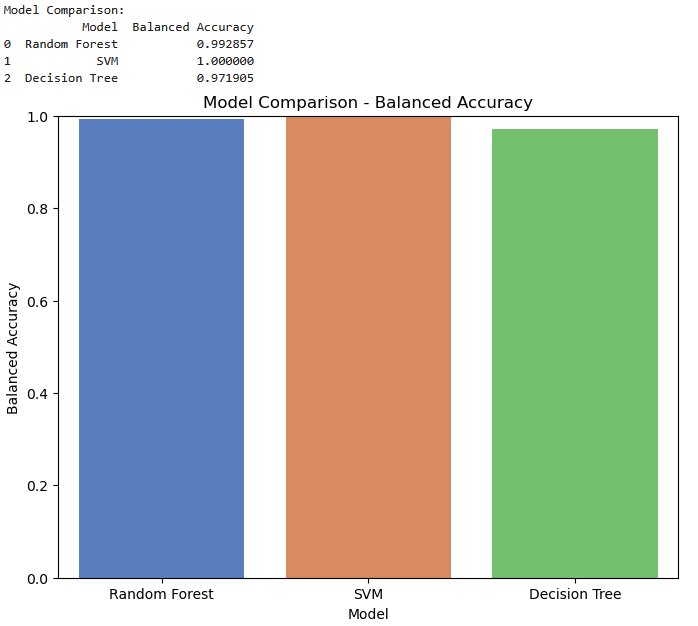 Model Comparison:
Model Balanced Accuracy
0 Random Forest 0.992857
1 SVM 1.000000
2 Decision Tree 0.971905
Model Comparison - Balanced Accuracy
1.0
0.8
0.6
0.4
0.2
0.0
Balanced Accuracy
Random Forest SVM Decision Tree
Model